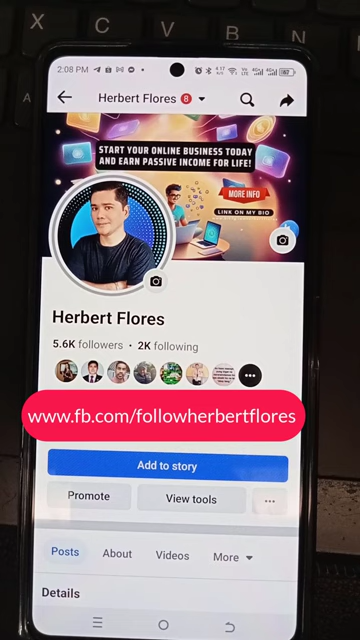 X
C
V
B
N
A
2:08 PM
Herbert Flores 8
START YOUR ONLINE BUSINESS TODAY
AND EARN PASSIVE INCOME FOR LIFE!
MORE INFO
LINK ON MY BIO
Herbert Flores
5.6K followers • 2K following
www.fb.com/followherbertflores
Add to story
Promote
View tools
Posts
About
Videos
More
Details